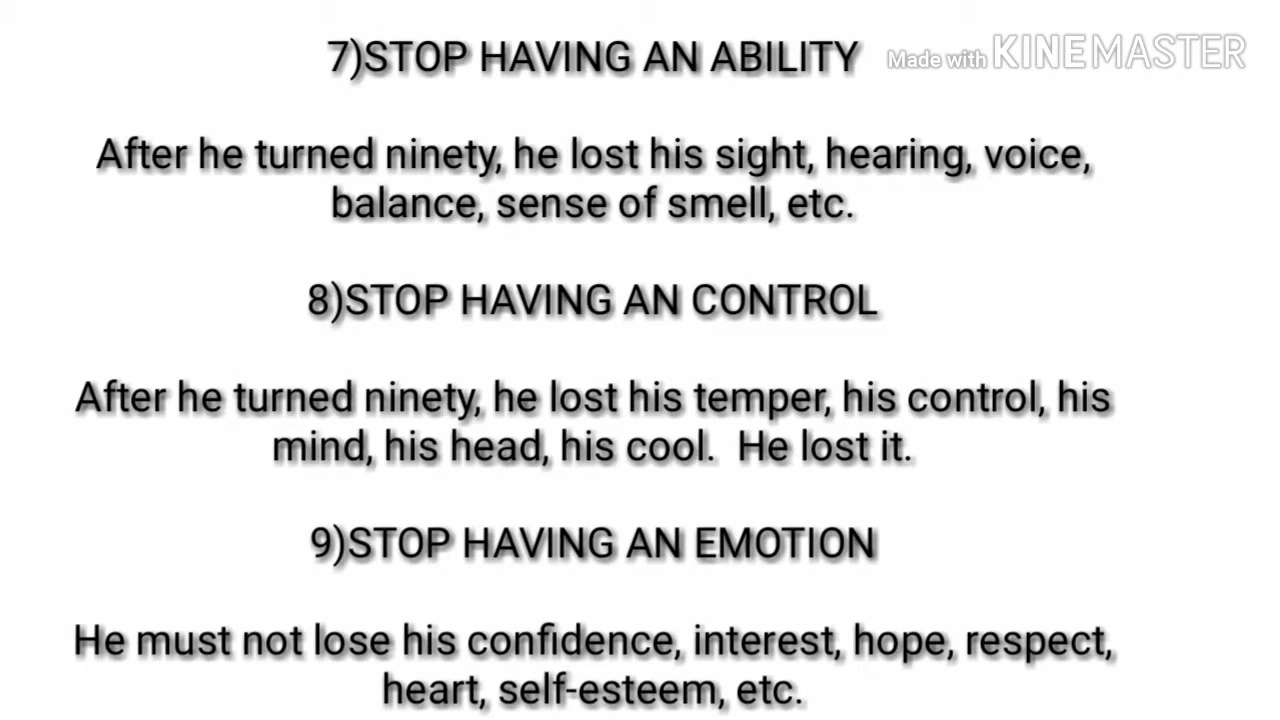 7)STOP HAVING AN ABILITY
Made with KINEMASTER
After he turned ninety, he lost his sight, hearing, voice,
balance, sense of smell, etc.
8)STOP HAVING AN CONTROL
After he turned ninety, he lost his temper, his control, his
mind, his head, his cool.  He lost it.
9)STOP HAVING AN EMOTION
He must not lose his confidence, interest, hope, respect,
heart, self-esteem, etc.